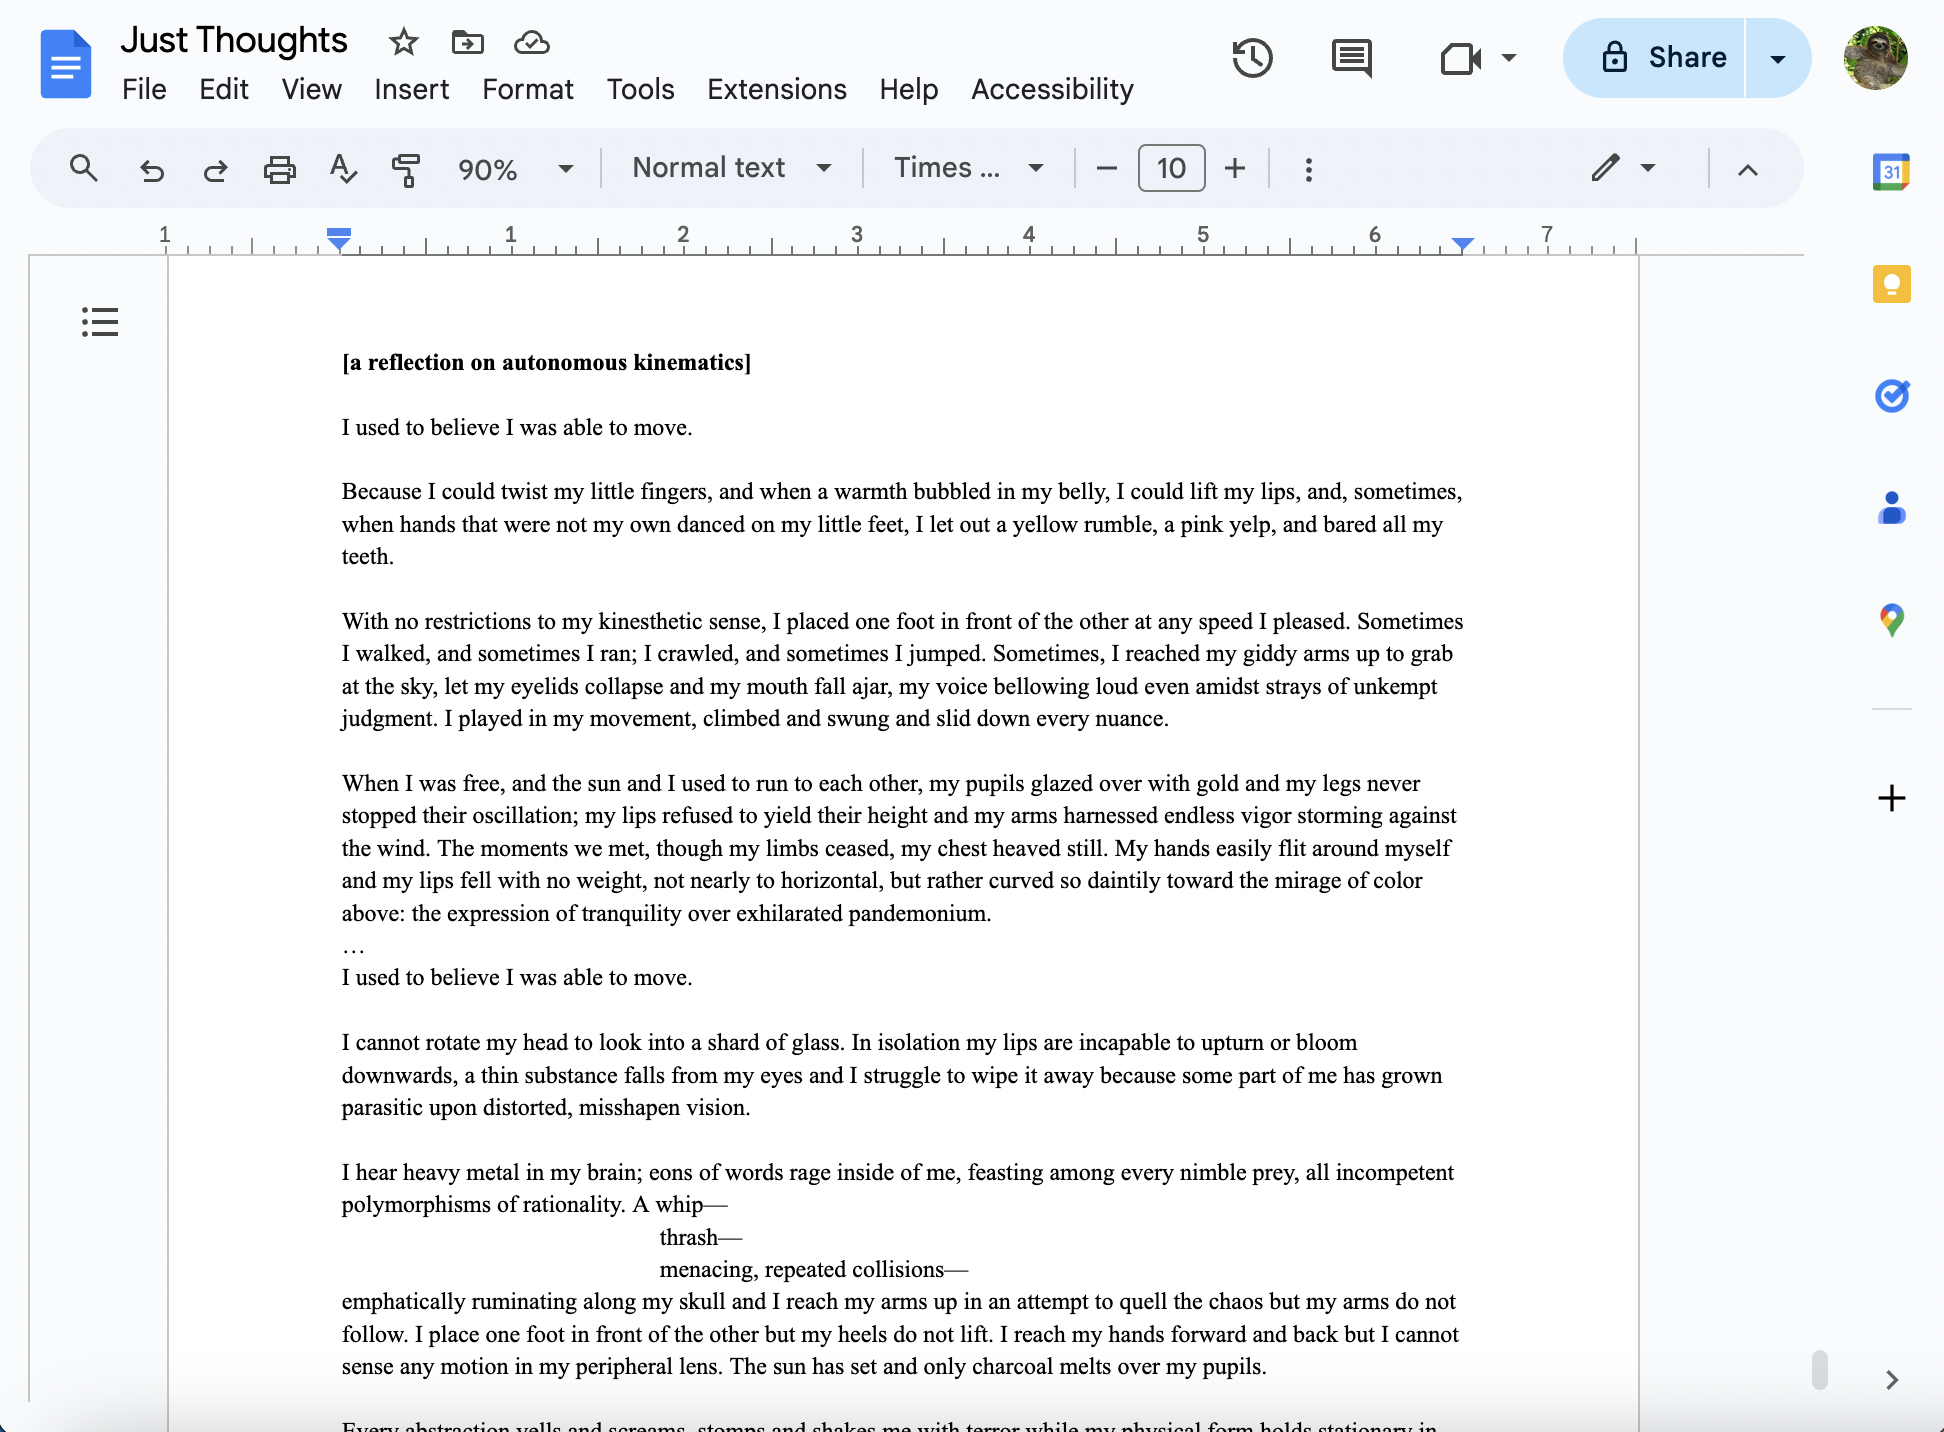 Just Thoughts
File Edit View Insert Format Tools Extensions Help Accessibility
Share
90% Normal text Times ... 10
31
1 1 2 3 4 5 6 7
[a reflection on autonomous kinematics]
I used to believe I was able to move.
Because I could twist my little fingers, and when a warmth bubbled in my belly, I could lift my lips, and, sometimes,
when hands that were not my own danced on my little feet, I let out a yellow rumble, a pink yelp, and bared all my
teeth.
With no restrictions to my kinesthetic sense, I placed one foot in front of the other at any speed I pleased. Sometimes
I walked, and sometimes I ran; I crawled, and sometimes I jumped. Sometimes, I reached my giddy arms up to grab
at the sky, let my eyelids collapse and my mouth fall ajar, my voice bellowing loud even amidst strays of unkempt
judgment. I played in my movement, climbed and swung and slid down every nuance.
When I was free, and the sun and I used to run to each other, my pupils glazed over with gold and my legs never
stopped their oscillation; my lips refused to yield their height and my arms harnessed endless vigor storming against
the wind. The moments we met, though my limbs ceased, my chest heaved still. My hands easily flit around myself
and my lips fell with no weight, not nearly to horizontal, but rather curved so daintily toward the mirage of color
above: the expression of tranquility over exhilarated pandemonium.
…
I used to believe I was able to move.
I cannot rotate my head to look into a shard of glass. In isolation my lips are incapable to upturn or bloom
downwards, a thin substance falls from my eyes and I struggle to wipe it away because some part of me has grown
parasitic upon distorted, misshapen vision.
I hear heavy metal in my brain; eons of words rage inside of me, feasting among every nimble prey, all incompetent
polymorphisms of rationality. A whip—
thrash—
menacing, repeated collisions—
emphatically ruminating along my skull and I reach my arms up in an attempt to quell the chaos but my arms do not
follow. I place one foot in front of the other but my heels do not lift. I reach my hands forward and back but I cannot
sense any motion in my peripheral lens. The sun has set and only charcoal melts over my pupils.
Every abstraction yells and screams, stomps and shakes me with terror while my physical form holds stationary in